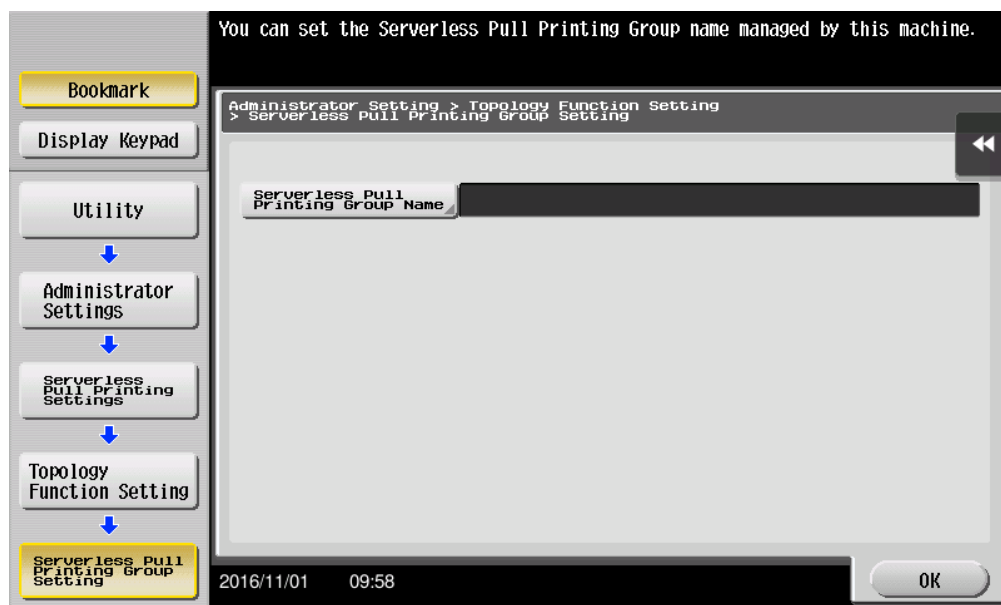 You can set the Serverless Pull Printing Group name managed by this machine.
Bookmark
Display Keypad
Utility
Administrator
Settings
Serverless
Pull Printing
Settings
Topology
Function Setting
Serverless Pull
Printing Group
Setting
Administrator Setting > Topology Function Setting
> Serverless Pull Printing Group Setting
Serverless Pull
Printing Group Name
2016/11/01 09:58
OK